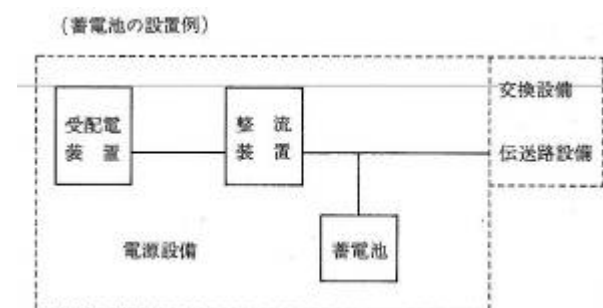 (蓄電池の設置例)
受配電
装置
整流
装置
交換設備
伝送路設備
電源設備
蓄電池